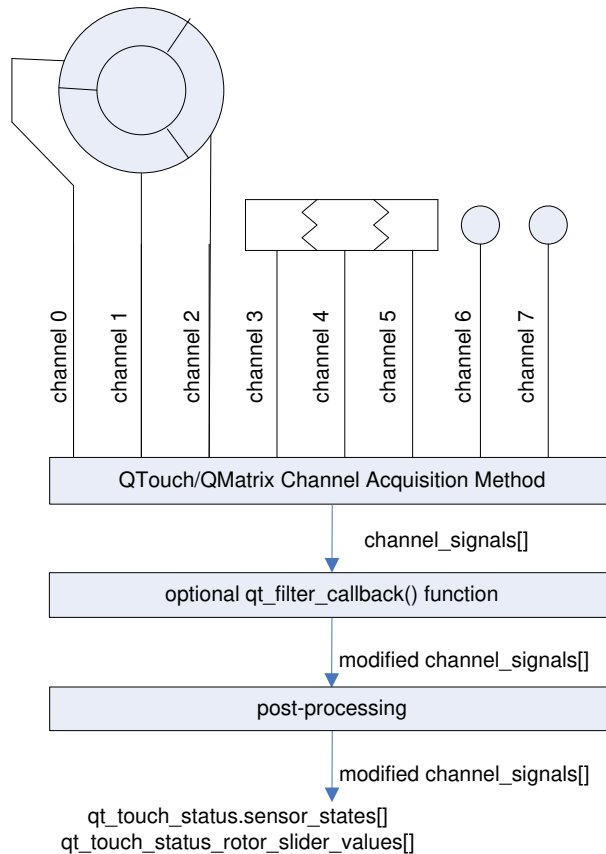 channel 0
channel 1
channel 2
channel 3
channel 4
channel 5
channel 6
channel 7
QTouch/QMatrix Channel Acquisition Method
channel_signals[]
optional qt_filter_callback() function
modified channel_signals[]
post-processing
modified channel_signals[]
qt_touch_status.sensor_states[]
qt_touch_status_rotor_slider_values[]